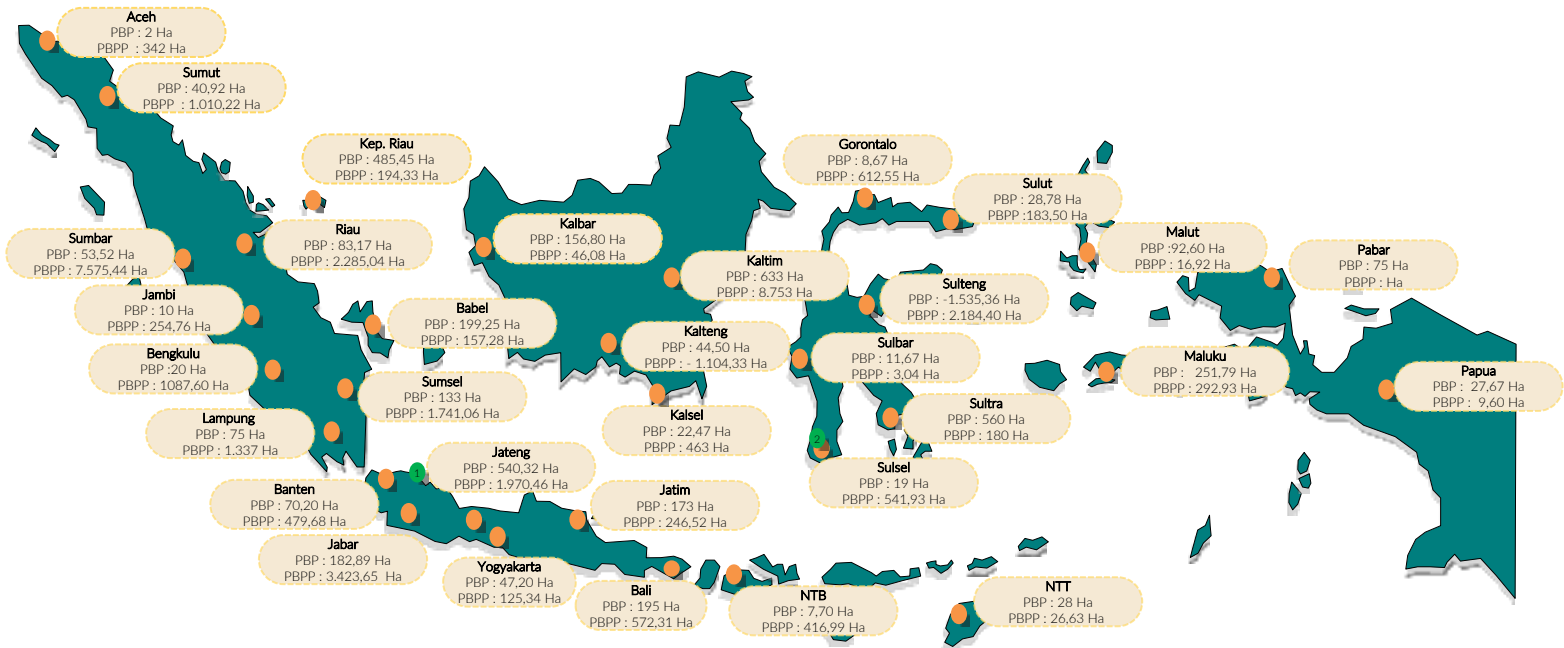 Aceh
PBP : 2 Ha
PBPP : 342 Ha
Sumut
PBP : 40,92 Ha
PBPP : 1.010,22 Ha
Kep. Riau
PBP : 485,45 Ha
PBPP : 194,33 Ha
Gorontalo
PBP : 8,67 Ha
PBPP : 612,55 Ha
Sulut
PBP : 28,78 Ha
PBPP :183,50 Ha
Sumbar
PBP : 53,52 Ha
PBPP : 7.575,44 Ha
Riau
PBP : 83,17 Ha
PBPP : 2.285,04 Ha
Kalbar
PBP : 156,80 Ha
PBPP : 46,08 Ha
Malut
PBP :92,60 Ha
PBPP : 16,92 Ha
Pabar
PBP : 75 Ha
PBPP : Ha
Kaltim
PBP : 633 Ha
PBPP : 8.753 Ha
Sulteng
PBP : -1.535,36 Ha
PBPP : 2.184,40 Ha
Jambi
PBP : 10 Ha
PBPP : 254,76 Ha
Babel
PBP : 199,25 Ha
PBPP : 157,28 Ha
Kalteng
PBP : 44,50 Ha
PBPP : - 1.104,33 Ha
Sulbar
PBP : 11,67 Ha
PBPP : 3,04 Ha
Bengkulu
PBP :20 Ha
PBPP : 1087,60 Ha
Maluku
PBP : 251,79 Ha
PBPP : 292,93 Ha
Papua
PBP : 27,67 Ha
PBPP : 9,60 Ha
Sumsel
PBP : 133 Ha
PBPP : 1.741,06 Ha
Lampung
PBP : 75 Ha
PBPP : 1.337 Ha
Kalsel
PBP : 22,47 Ha
PBPP : 463 Ha
Sultra
PBP : 560 Ha
PBPP : 180 Ha
2
Sulsel
PBP : 19 Ha
PBPP : 541,93 Ha
1
Jateng
PBP : 540,32 Ha
PBPP : 1.970,46 Ha
Banten
PBP : 70,20 Ha
PBPP : 479,68 Ha
Jatim
PBP : 173 Ha
PBPP : 246,52 Ha
Jabar
PBP : 182,89 Ha
PBPP : 3.423,65 Ha
Yogyakarta
PBP : 47,20 Ha
PBPP : 125,34 Ha
Bali
PBP : 195 Ha
PBPP : 572,31 Ha
NTB
PBP : 7,70 Ha
PBPP : 416,99 Ha
NTT
PBP : 28 Ha
PBPP : 26,63 Ha